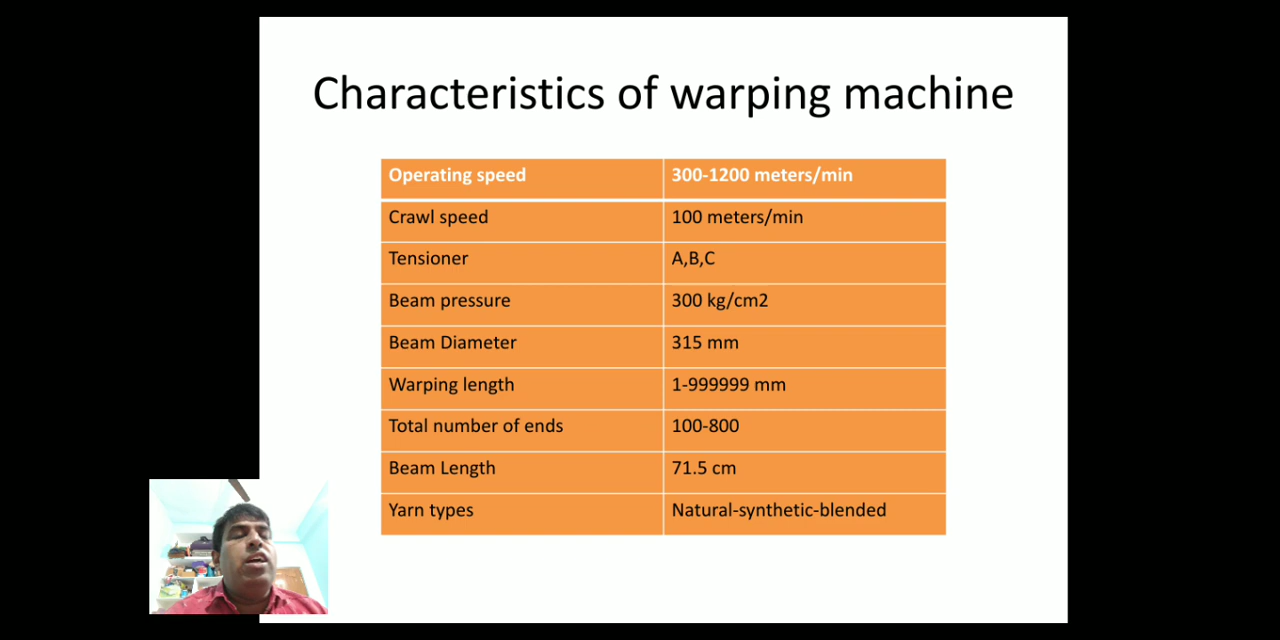 Characteristics of warping machine
Operating speed 300-1200 meters/min
Crawl speed 100 meters/min
Tensioner A,B,C
Beam pressure 300 kg/cm2
Beam Diameter 315 mm
Warping length 1-999999 mm
Total number of ends 100-800
Beam Length 71.5 cm
Yarn types Natural-synthetic-blended